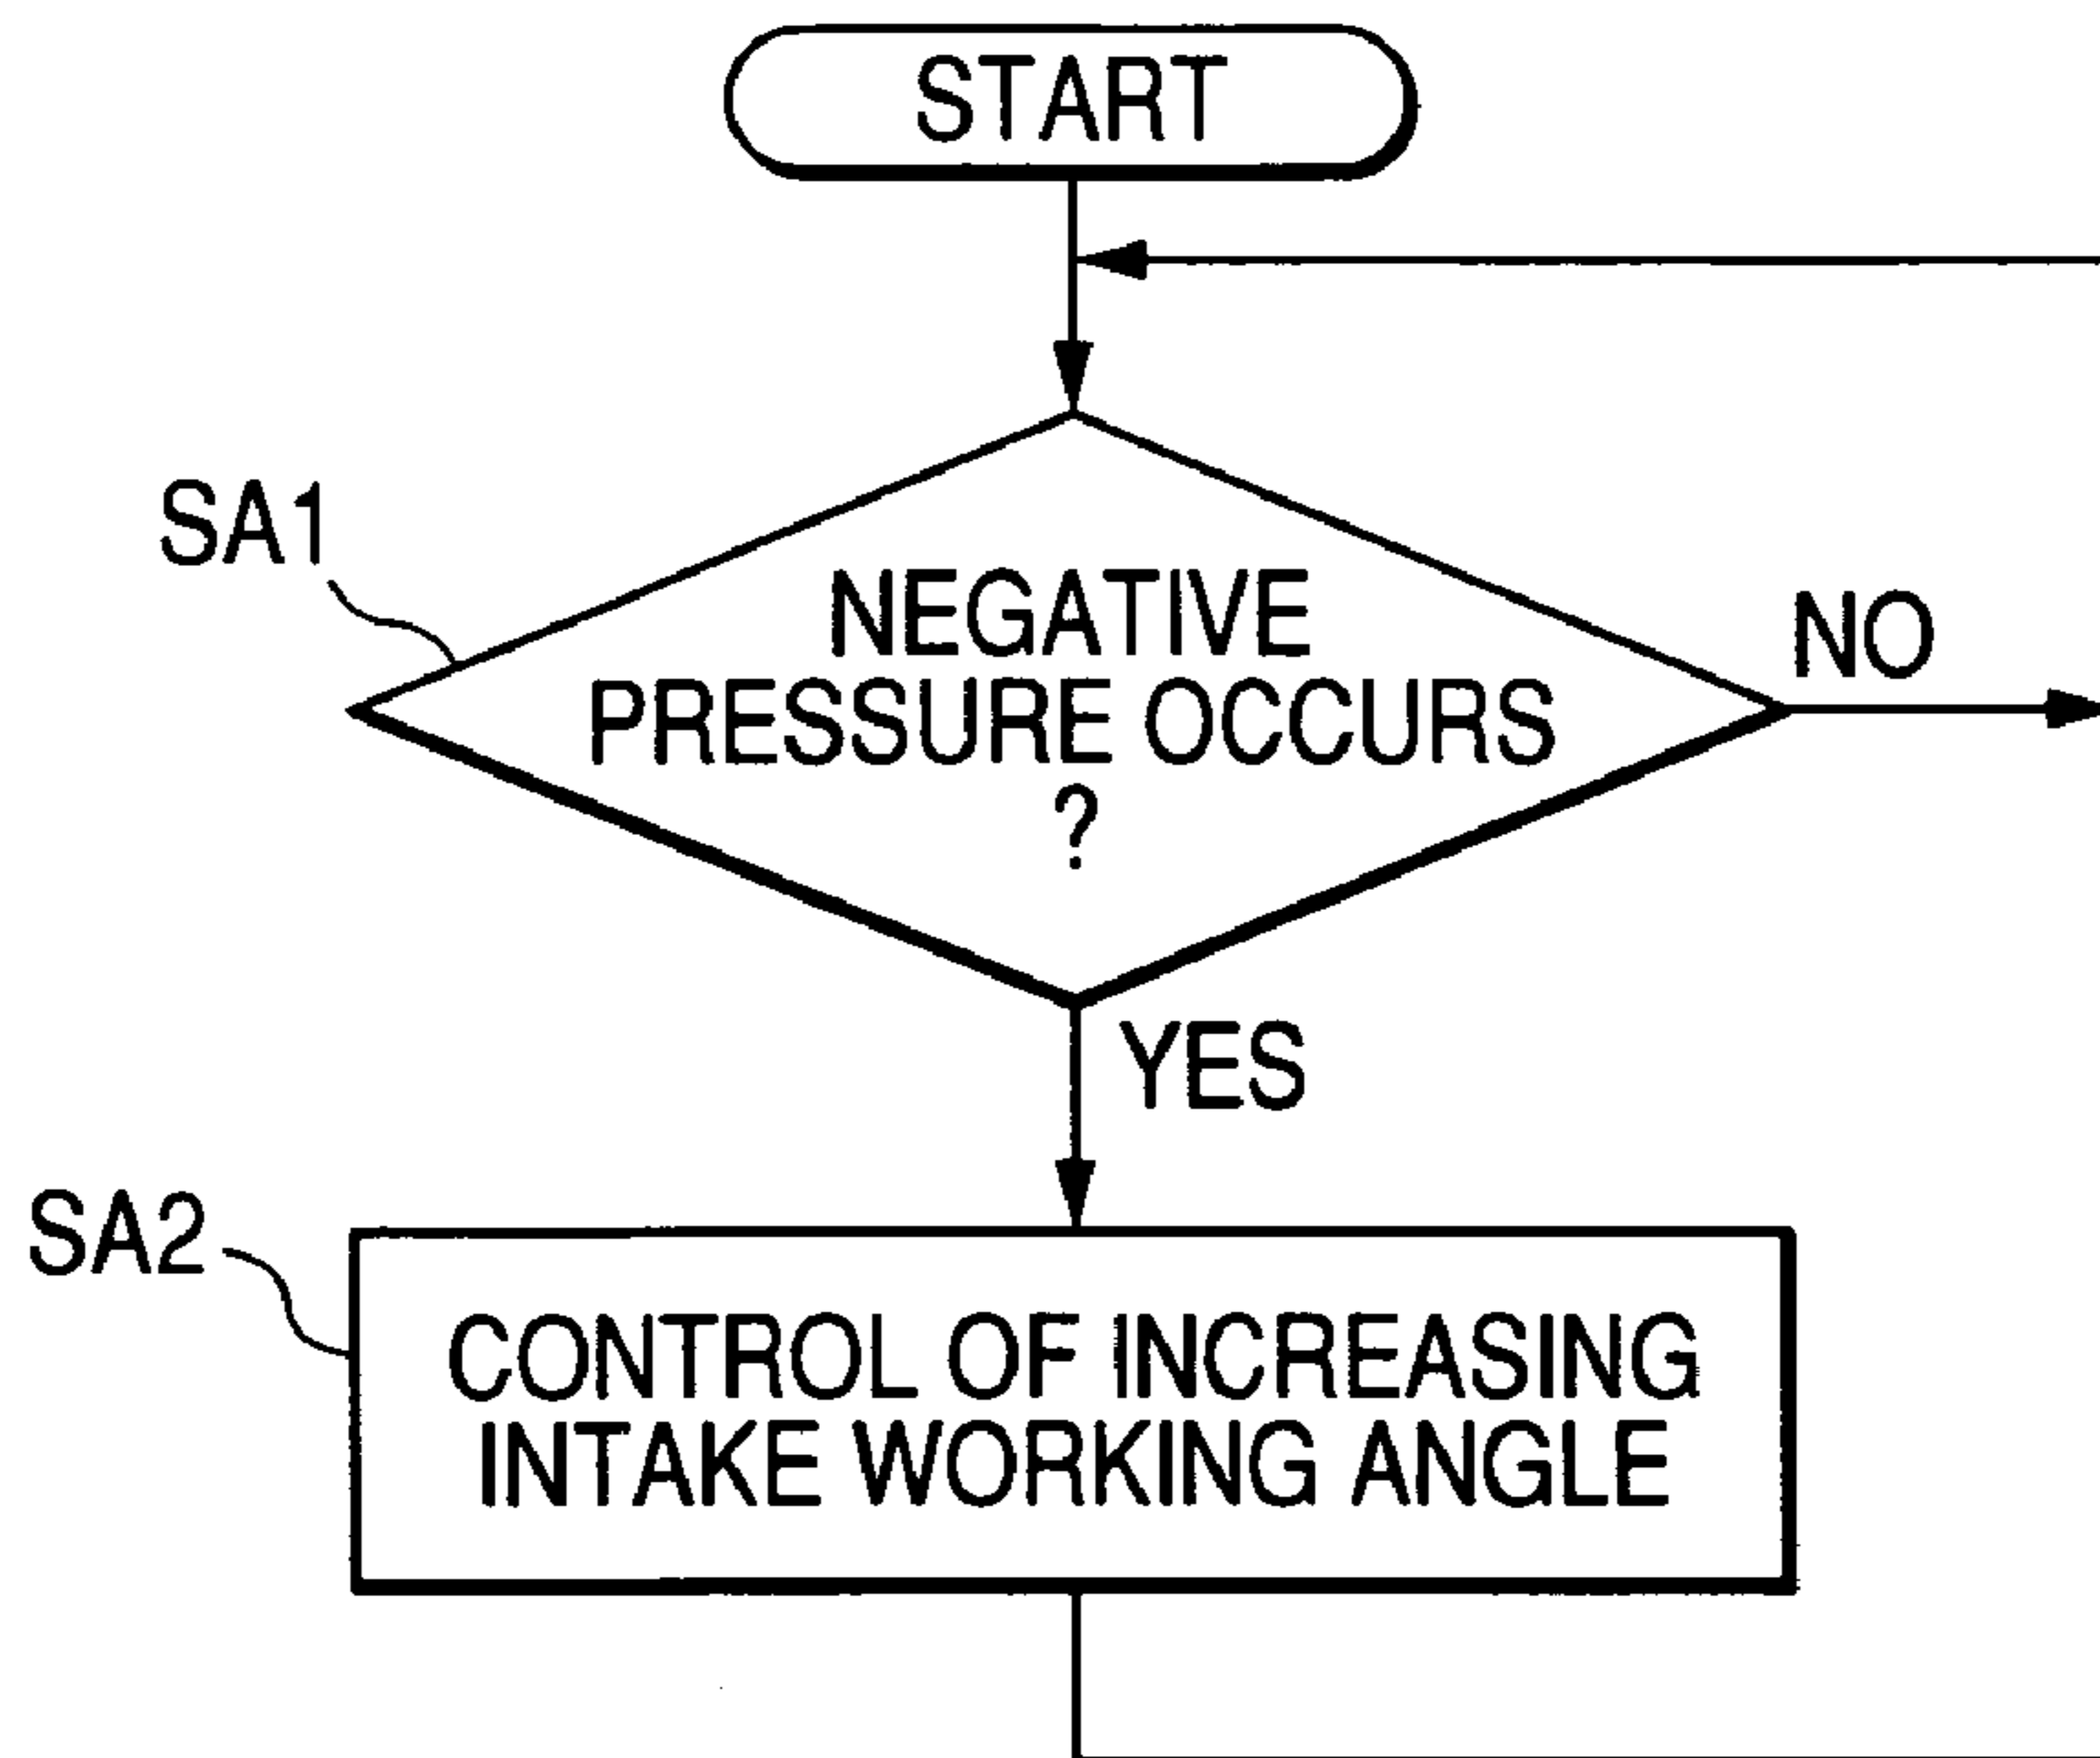 START
SA1
NEGATIVE
PRESSURE OCCURS
?
NO
YES
SA2
CONTROL OF INCREASING
INTAKE WORKING ANGLE